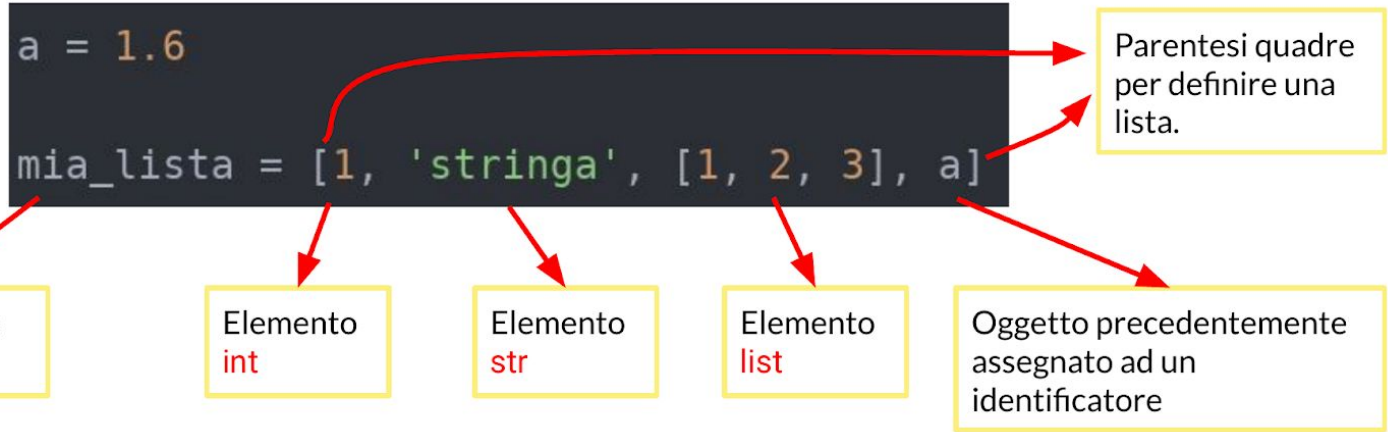 a = 1.6
Parentesi quadre
per definire una
lista.
mia_lista = [1, 'stringa', [1, 2, 3], a]
Elemento
int
Elemento
str
Elemento
list
Oggetto precedentemente
assegnato ad un
identificatore